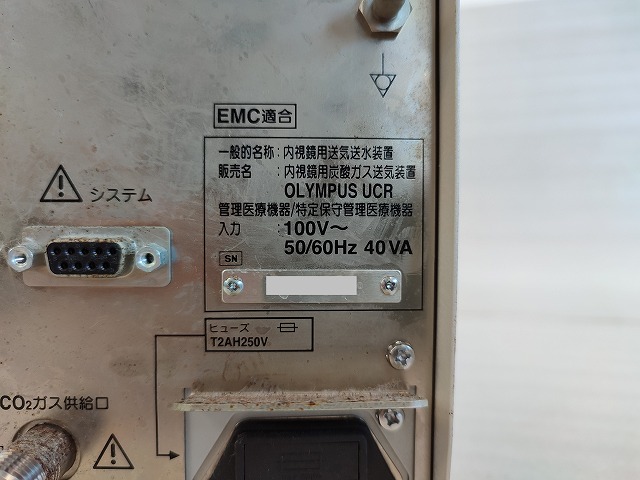 EMC適合
一般的名称：内視鏡用送気送水装置
販売名：内視鏡用炭酸ガス送気装置
OLYMPUS UCR
管理医療機器/特定保守管理医療機器
入力：100V～
50/60Hz 40VA
SN
システム
ヒューズ
T2AH250V
CO₂ガス供給口